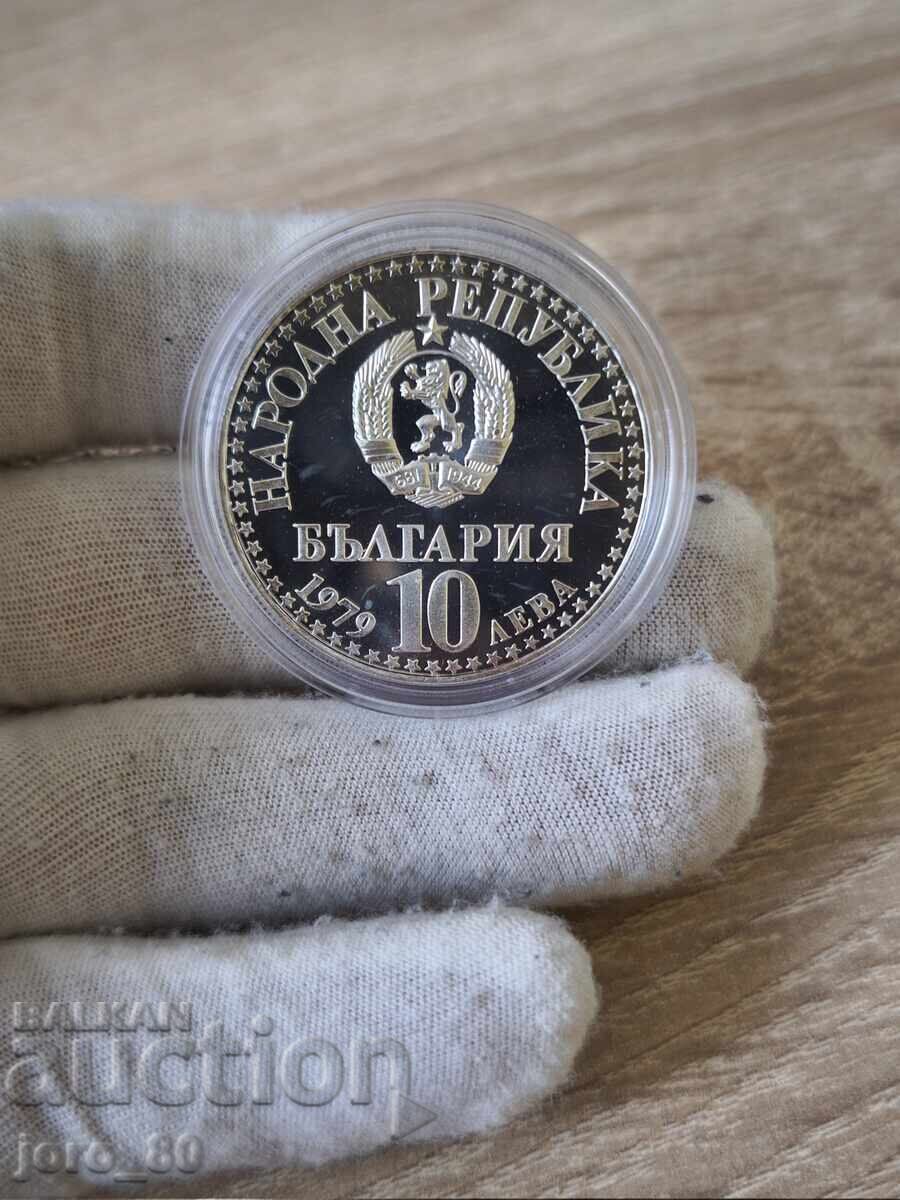 НАРОДНА РЕПУБЛИКА
681 1944
БЪЛГАРИЯ
1979 10 ЛЕВА
BALKAN
auction
joro_80